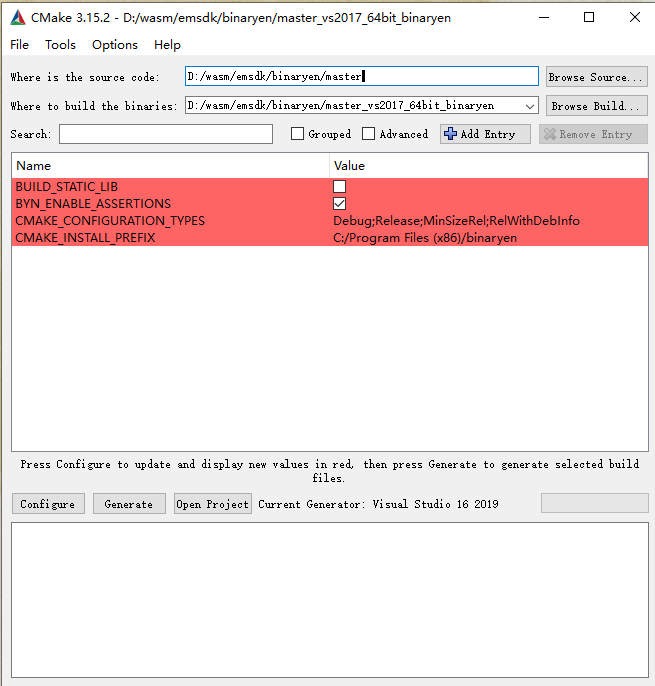 CMake 3.15.2 - D:/wasm/emsdk/binaryen/master_vs2017_64bit_binaryen
File Tools Options Help
Where is the source code: D:/wasm/emsdk/binaryen/master Browse Source...
Where to build the binaries: D:/wasm/emsdk/binaryen/master_vs2017_64bit_binaryen Browse Build...
Search: Grouped Advanced Add Entry Remove Entry
Name Value
BUILD_STATIC_LIB
BYN_ENABLE_ASSERTIONS
CMAKE_CONFIGURATION_TYPES Debug;Release;MinSizeRel;RelWithDebInfo
CMAKE_INSTALL_PREFIX C:/Program Files (x86)/binaryen
Press Configure to update and display new values in red, then press Generate to generate selected build
files.
Configure Generate Open Project Current Generator: Visual Studio 16 2019